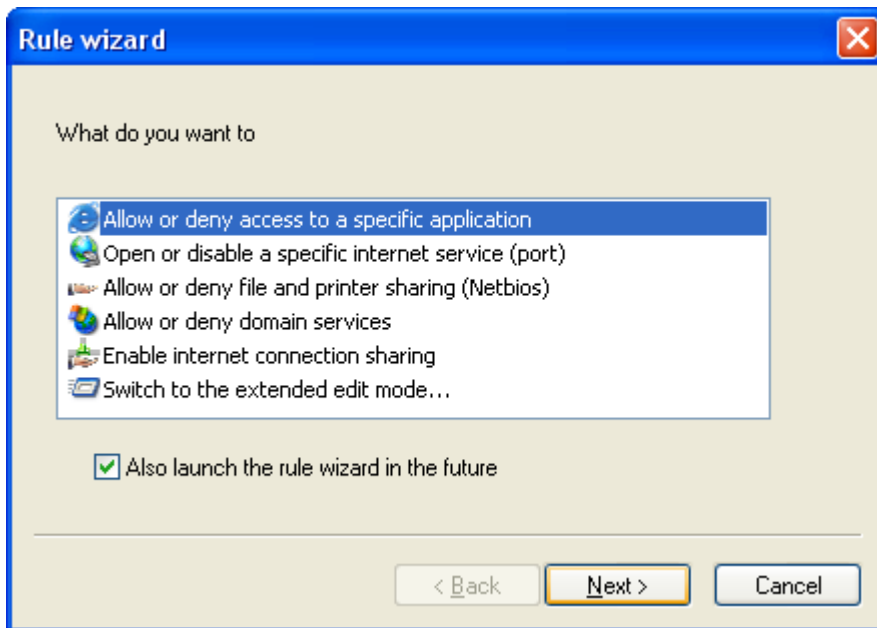 Rule wizard
What do you want to
Allow or deny access to a specific application
Open or disable a specific internet service (port)
Allow or deny file and printer sharing (Netbios)
Allow or deny domain services
Enable internet connection sharing
Switch to the extended edit mode...
Also launch the rule wizard in the future
< Back
Next >
Cancel